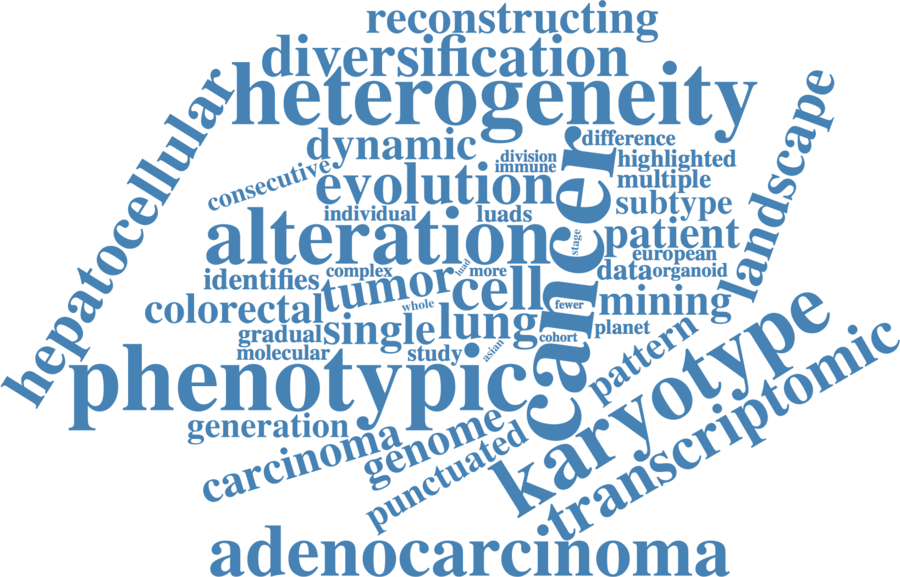 reconstructing
diversification
heterogeneity
hepatocellular
dynamic
difference
cancer
division
immune
highlighted
landscape
consecutive
evolution
multiple
individual
luads
subtype
alteration
stage
patient
european
identifies
complex
tumor
luad
more
cell
data
organoid
colorectal
whole
fewer
mining
gradual
single
lung
cohort
planet
molecular
study
asian
pattern
phenotypic
karyotype
transcriptomic
generation
carcinoma
genome
punctuated
adenocarcinoma